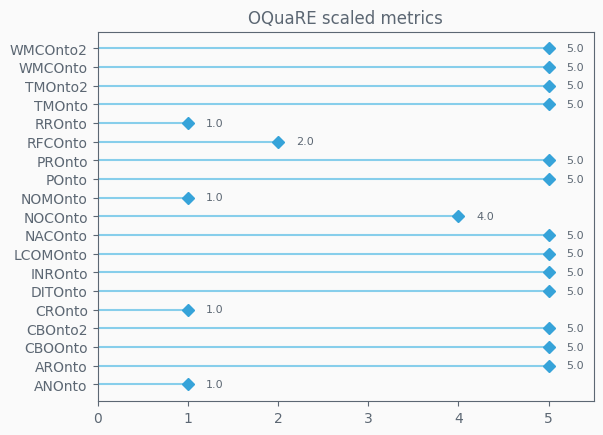 OQuaRE scaled metrics
WMCOnto2 5.0
WMCOnto 5.0
TMOnto2 5.0
TMOnto 5.0
RROnto 1.0
RFCOnto 2.0
PROnto 5.0
POnto 5.0
NOMOnto 1.0
NOCOnto 4.0
NACOnto 5.0
LCOMOnto 5.0
INROnto 5.0
DITOnto 5.0
CROnto 1.0
CBOnto2 5.0
CBOOnto 5.0
AROnto 5.0
ANOnto 1.0
0 1 2 3 4 5